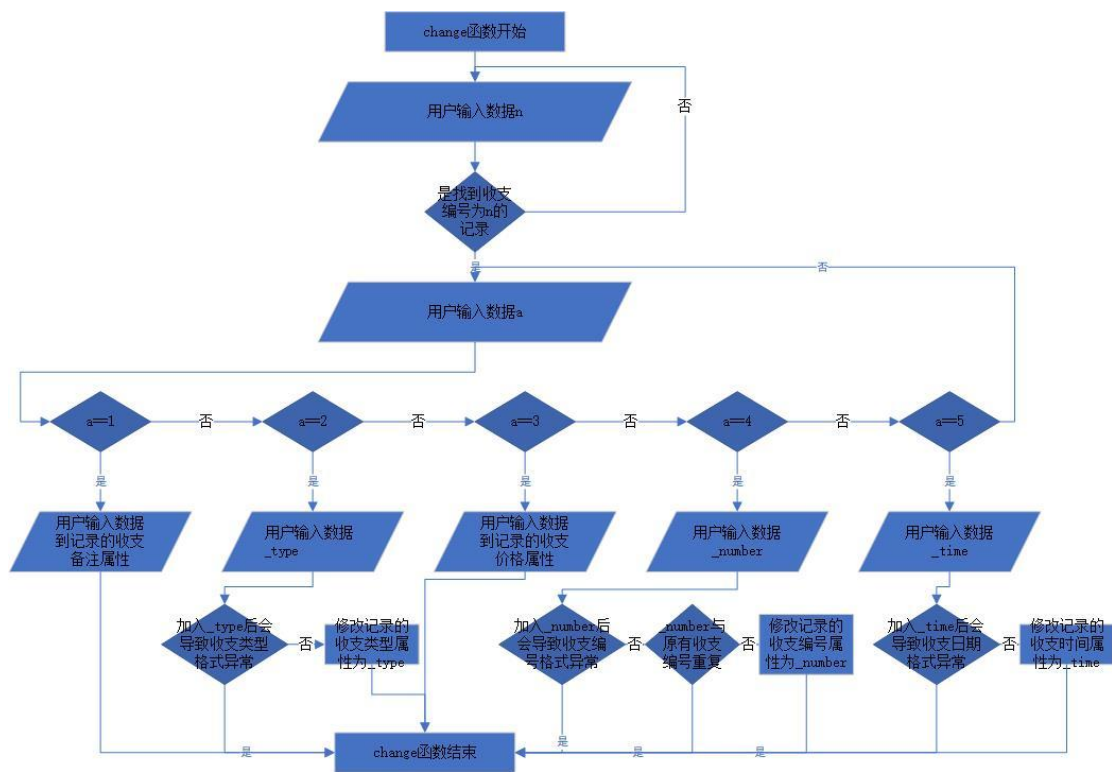 change函数开始
用户输入数据n
否
是找到收支
编号为n的
记录
是
否
用户输入数据a
a==1
否
a==2
否
a==3
否
a==4
否
a==5
是
是
是
是
是
用户输入数据
到记录的收支
备注属性
用户输入数据
_type
用户输入数据
到记录的收支
价格属性
用户输入数据
_number
用户输入数据
_time
加入_type后会
导致收支类型
格式异常
否
修改记录的
收支类型属
性为_type
加入_number后
会导致收支编
号格式异常
否
_number与
原有收支
编号重复
否
修改记录的
收支编号属
性为_number
加入_time后会
导致收支日期
格式异常
否
修改记录的
收支时间属
性为_time
是
change函数结束
是
是
是